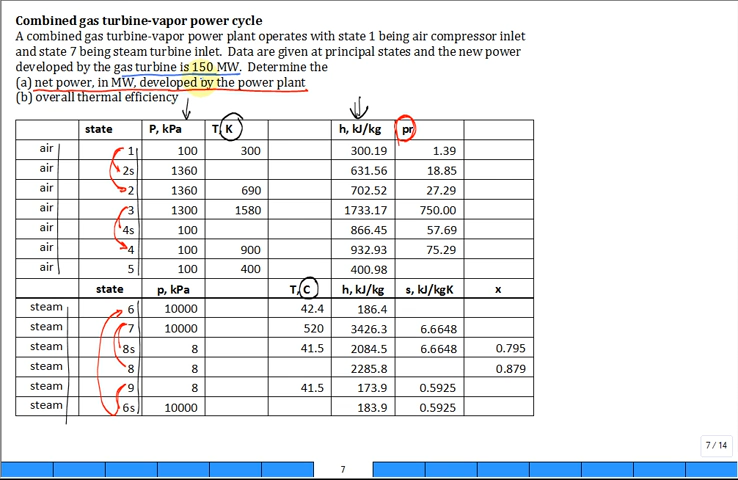 Combined gas turbine-vapor power cycle
A combined gas turbine-vapor power plant operates with state 1 being air compressor inlet
and state 7 being steam turbine inlet. Data are given at principal states and the new power
developed by the gas turbine is 150 MW. Determine the
(a) net power, in MW, developed by the power plant
(b) overall thermal efficiency
state P, kPa T, K h, kJ/kg pr
air 1 100 300 300.19 1.39
air 2s 1360 631.56 18.85
air 2 1360 690 702.52 27.29
air 3 1300 1580 1733.17 750.00
air 4s 100 866.45 57.69
air 4 100 900 932.93 75.29
air 5 100 400 400.98
state p, kPa T, C h, kJ/kg s, kJ/kgK x
steam 6 10000 42.4 186.4
steam 7 10000 520 3426.3 6.6648
steam 8s 8 41.5 2084.5 6.6648 0.795
steam 8 8 2285.8 0.879
steam 9 8 41.5 173.9 0.5925
steam 6s 10000 183.9 0.5925
7 / 14
7